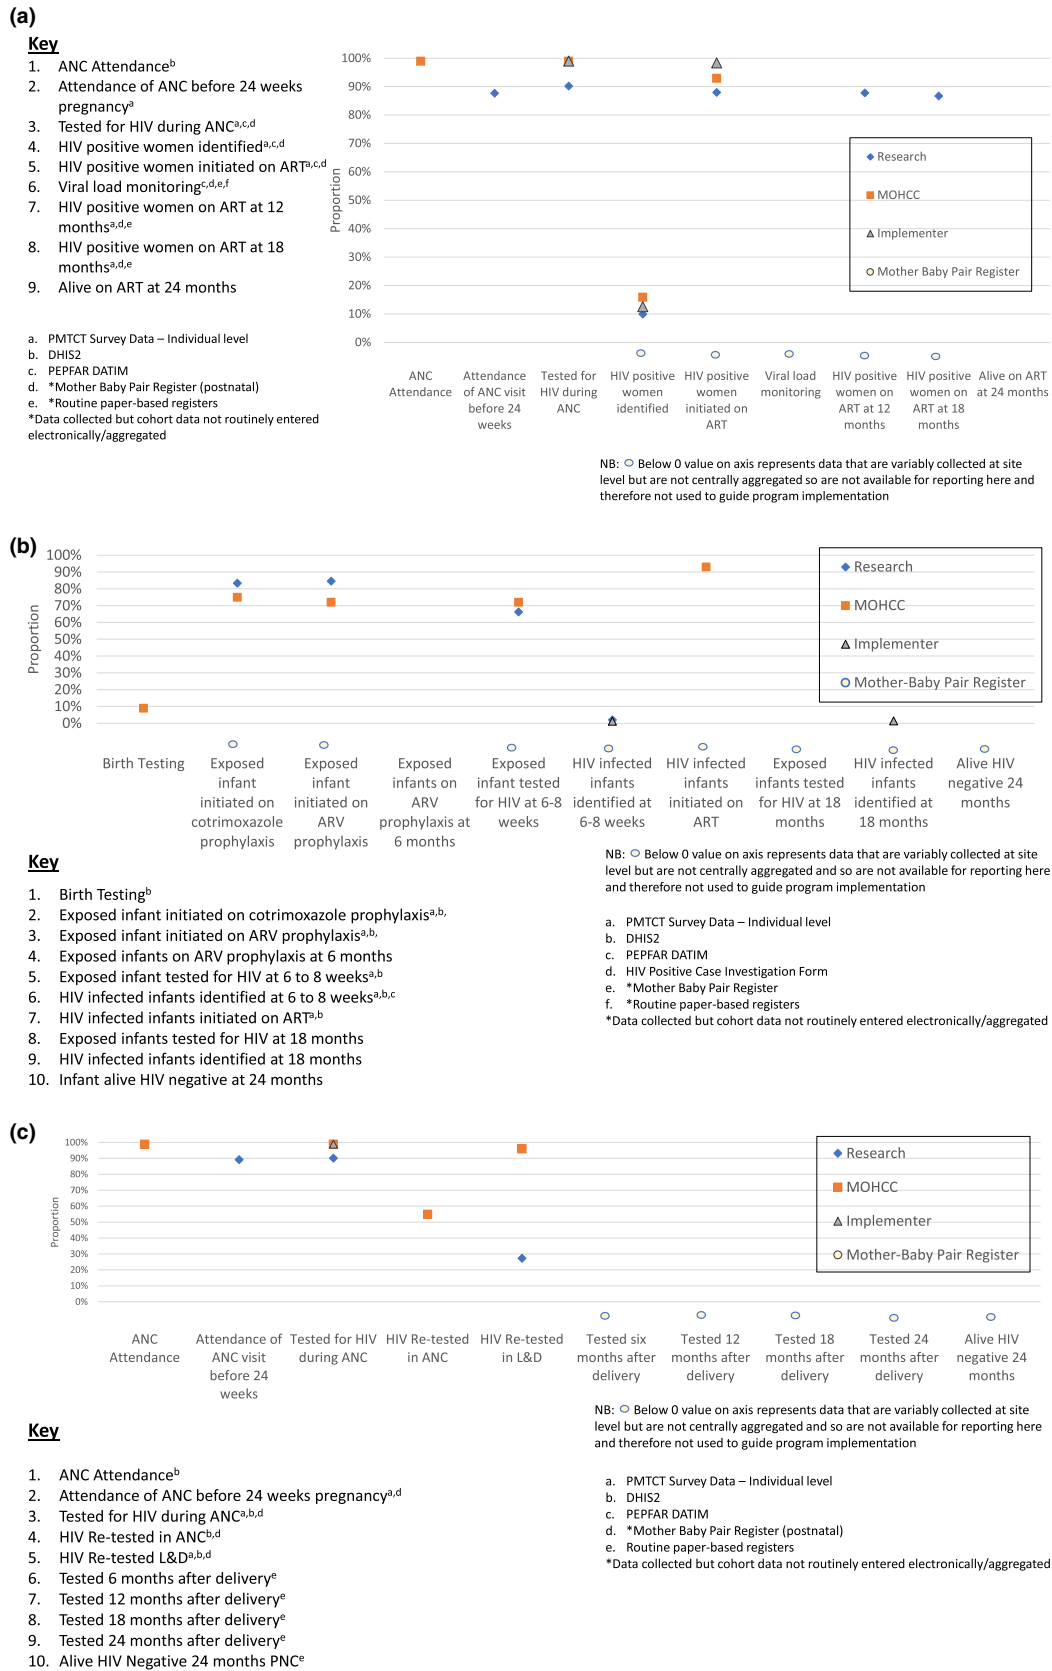 (a)
Key
1. ANC Attendanceb
2. Attendance of ANC before 24 weeks
pregnancya
3. Tested for HIV during ANCa,c,d
4. HIV positive women identifieda,c,d
5. HIV positive women initiated on ARTa,c,d
6. Viral load monitoringc,d,e,f
7. HIV positive women on ART at 12
monthsa,d,e
8. HIV positive women on ART at 18
monthsa,d,e
9. Alive on ART at 24 months
a. PMTCT Survey Data – Individual level
b. DHIS2
c. PEPFAR DATIM
d. *Mother Baby Pair Register (postnatal)
e. *Routine paper-based registers
*Data collected but cohort data not routinely entered
electronically/aggregated
Proportion
100%
90%
80%
70%
60%
50%
40%
30%
20%
10%
0%
Research
MOHCC
Implementer
Mother Baby Pair Register
ANC
Attendance
Attendance
of ANC visit
before 24
weeks
Tested for
HIV during
ANC
HIV positive
women
identified
HIV positive
women
initiated on
ART
Viral load
monitoring
HIV positive
women on
ART at 12
months
HIV positive
women on
ART at 18
months
Alive on ART
at 24 months
NB: Below 0 value on axis represents data that are variably collected at site
level but are not centrally aggregated so are not available for reporting here and
therefore not used to guide program implementation
(b)
Proportion
100%
90%
80%
70%
60%
50%
40%
30%
20%
10%
0%
Research
MOHCC
Implementer
Mother-Baby Pair Register
Birth Testing
Exposed
infant
initiated on
cotrimoxazole
prophylaxis
Exposed
infant
initiated on
ARV
prophylaxis
Exposed
infants on
ARV
prophylaxis at
6 months
Exposed
infant tested
for HIV at 6-8
weeks
HIV infected
infants
identified at
6-8 weeks
HIV infected
infants
initiated on
ART
Exposed
infants tested
for HIV at 18
months
HIV infected
infants
identified at
18 months
Alive HIV
negative 24
months
Key
1. Birth Testingb
2. Exposed infant initiated on cotrimoxazole prophylaxisa,b,
3. Exposed infant initiated on ARV prophylaxisa,b,
4. Exposed infants on ARV prophylaxis at 6 months
5. Exposed infant tested for HIV at 6 to 8 weeksa,b
6. HIV infected infants identified at 6 to 8 weeksa,b,c
7. HIV infected infants initiated on ARTa,b
8. Exposed infants tested for HIV at 18 months
9. HIV infected infants identified at 18 months
10. Infant alive HIV negative at 24 months
NB: Below 0 value on axis represents data that are variably collected at site
level but are not centrally aggregated and so are not available for reporting here
and therefore not used to guide program implementation
a. PMTCT Survey Data – Individual level
b. DHIS2
c. PEPFAR DATIM
d. HIV Positive Case Investigation Form
e. *Mother Baby Pair Register
f. *Routine paper-based registers
*Data collected but cohort data not routinely entered electronically/aggregated
(c)
Proportion
100%
90%
80%
70%
60%
50%
40%
30%
20%
10%
0%
Research
MOHCC
Implementer
Mother-Baby Pair Register
ANC
Attendance
Attendance of
ANC visit
before 24
weeks
Tested for HIV
during ANC
HIV Re-tested
in ANC
HIV Re-tested
in L&D
Tested six
months after
delivery
Tested 12
months after
delivery
Tested 18
months after
delivery
Tested 24
months after
delivery
Alive HIV
negative 24
months
NB: Below 0 value on axis represents data that are variably collected at site
level but are not centrally aggregated and so are not available for reporting here
and therefore not used to guide program implementation
Key
1. ANC Attendanceb
2. Attendance of ANC before 24 weeks pregnancya,d
3. Tested for HIV during ANCa,b,d
4. HIV Re-tested in ANCb,d
5. HIV Re-tested L&Da,b,d
6. Tested 6 months after deliverye
7. Tested 12 months after deliverye
8. Tested 18 months after deliverye
9. Tested 24 months after deliverye
10. Alive HIV Negative 24 months PNCe
a. PMTCT Survey Data – Individual level
b. DHIS2
c. PEPFAR DATIM
d. *Mother Baby Pair Register (postnatal)
e. Routine paper-based registers
*Data collected but cohort data not routinely entered electronically/aggregated